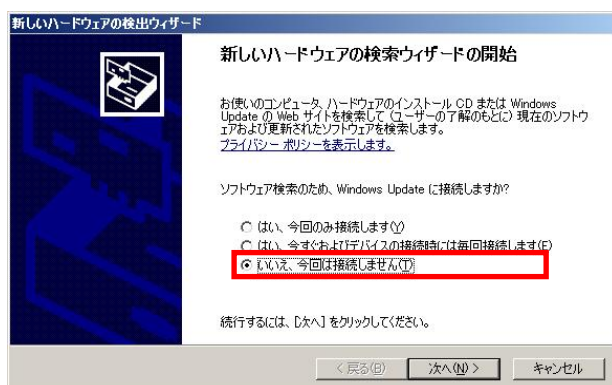 新しいハードウェアの検出ウィザード
新しいハードウェアの検索ウィザードの開始
お使いのコンピュータ、ハードウェアのインストール CD または Windows
Update の Web サイトを検索して (ユーザーの了解のもとに) 現在のソフトウ
ェアおよび更新されたソフトウェアを検索します。
プライバシー ポリシーを表示します。
ソフトウェア検索のため、Windows Update に接続しますか?
はい、今回のみ接続します(Y)
はい、今すぐおよびデバイスの接続時には毎回接続します(E)
いいえ、今回は接続しません(T)
続行するには、[次へ] をクリックしてください。
< 戻る(B) 次へ(N) > キャンセル